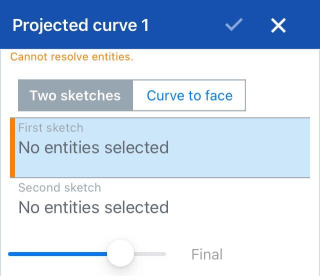 Projected curve 1
Cannot resolve entities.
Two sketches Curve to face
First sketch
No entities selected
Second sketch
No entities selected
Final